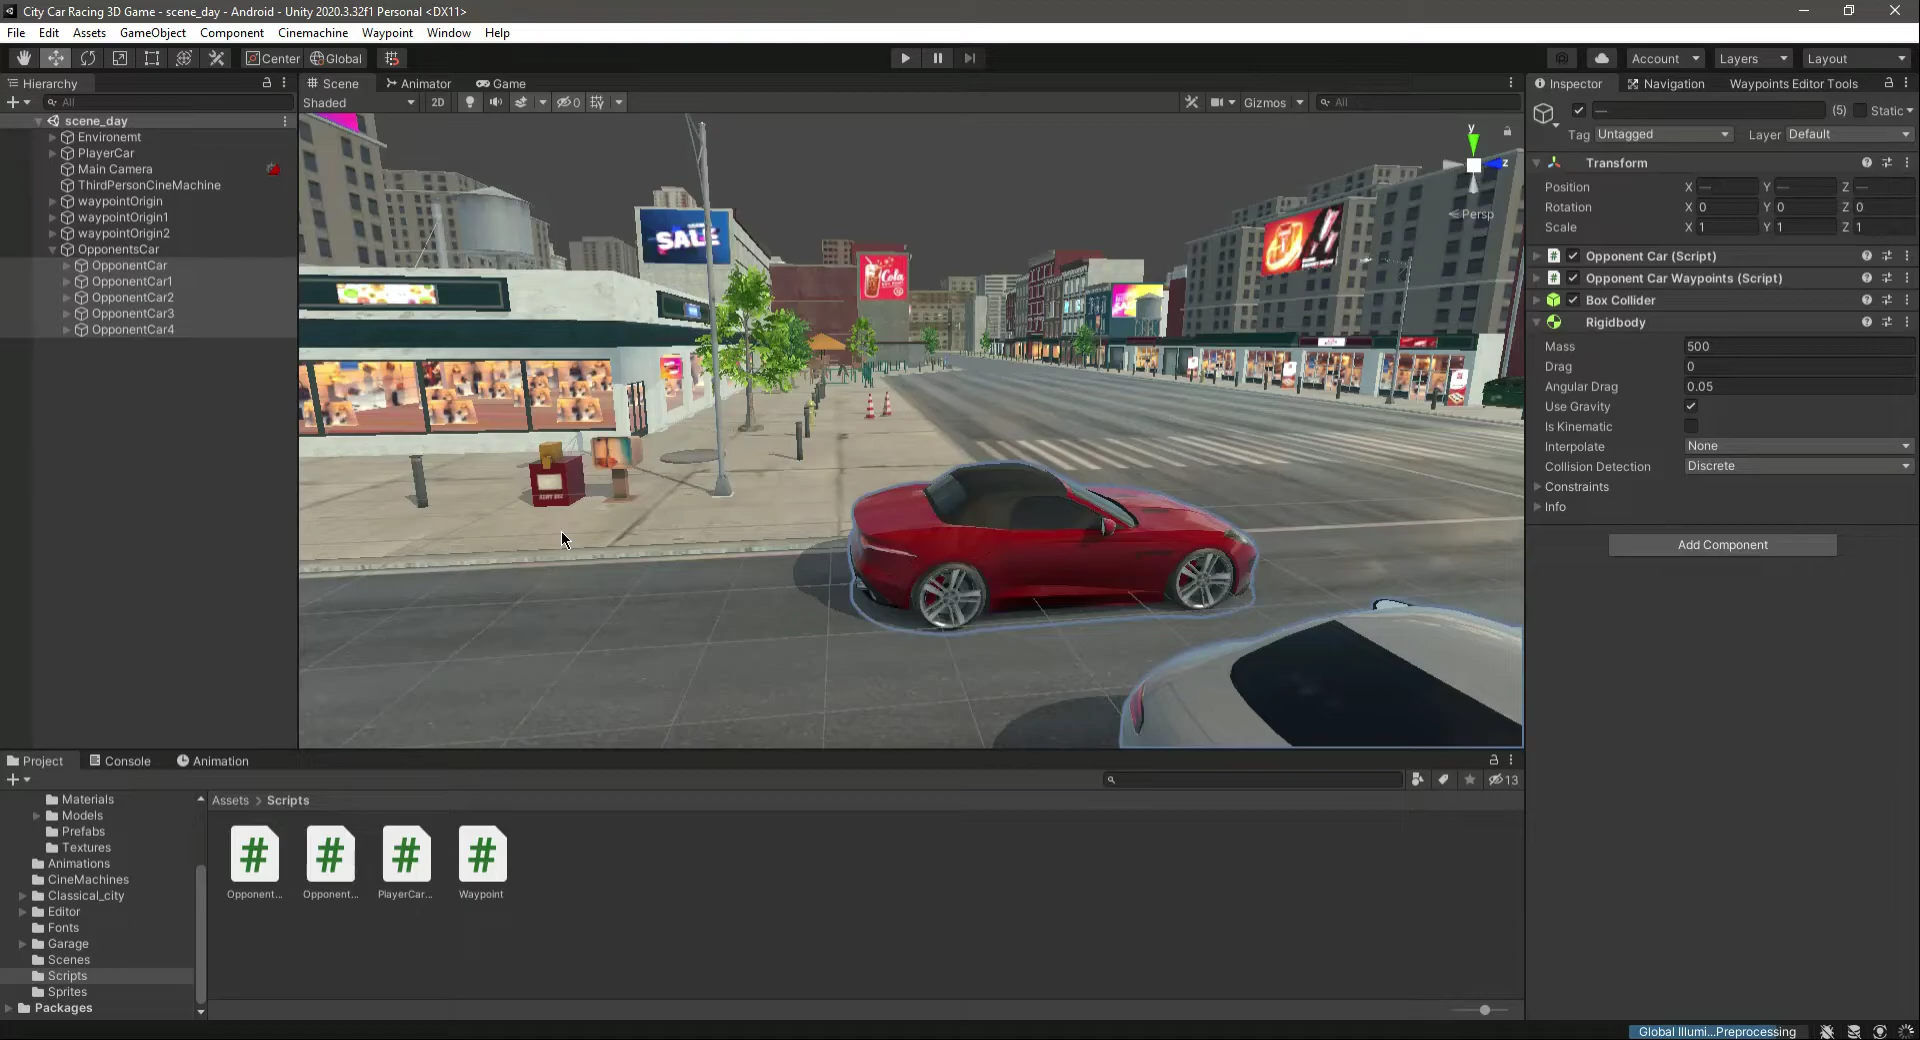 City Car Racing 3D Game - scene_day - Android - Unity 2020.3.32f1 Personal <DX11>
File Edit Assets GameObject Component Cinemachine Waypoint Window Help
Center Global Account Layers Layout
Hierarchy Scene Animator Game Inspector Navigation Waypoints Editor Tools
All Shaded 2D 0 Gizmos All
scene_day
Environemt
PlayerCar
Main Camera
ThirdPersonCineMachine
waypointOrigin
waypointOrigin1
waypointOrigin2
OpponentsCar
OpponentCar
OpponentCar1
OpponentCar2
OpponentCar3
OpponentCar4
y
z
Persp
SALE
Cola
— (5) Static
Tag Untagged Layer Default
Transform
Position X — Y — Z —
Rotation X 0 Y 0 Z 0
Scale X 1 Y 1 Z 1
Opponent Car (Script)
Opponent Car Waypoints (Script)
Box Collider
Rigidbody
Mass 500
Drag 0
Angular Drag 0.05
Use Gravity
Is Kinematic
Interpolate None
Collision Detection Discrete
Constraints
Info
Add Component
Project Console Animation
13
Materials
Models
Prefabs
Textures
Animations
CineMachines
Classical_city
Editor
Fonts
Garage
Scenes
Scripts
Sprites
Packages
Assets > Scripts
Opponent... Opponent... PlayerCar... Waypoint
Global Illumi...Preprocessing